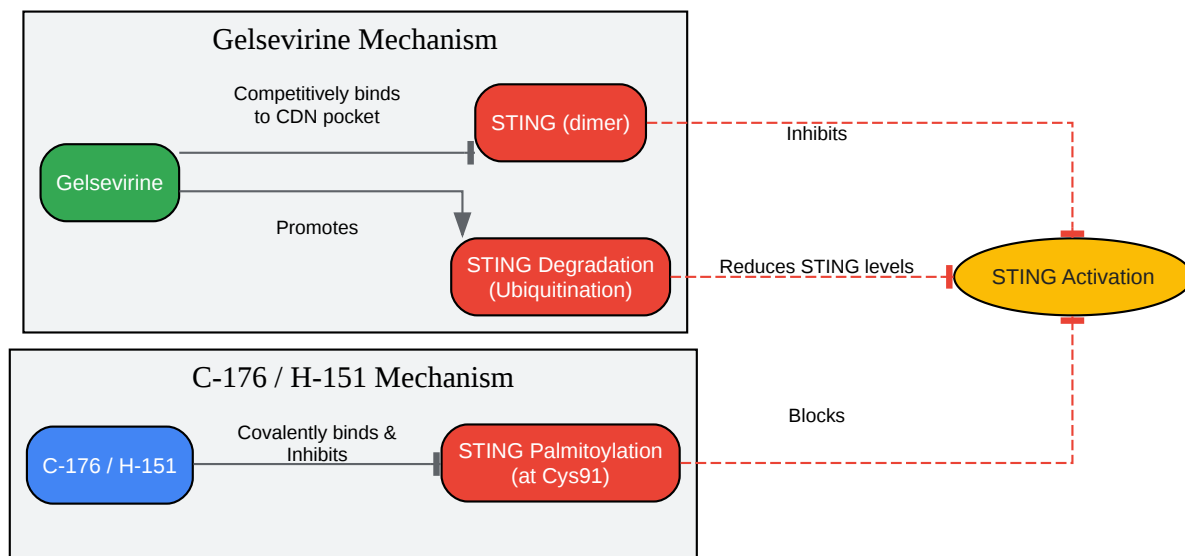 Gelsevirine Mechanism
Competitively binds
to CDN pocket
STING (dimer)
Inhibits
Gelsevirine
Promotes
STING Degradation
(Ubiquitination)
Reduces STING levels
STING Activation
C-176 / H-151 Mechanism
Covalently binds &
Inhibits
C-176 / H-151
STING Palmitoylation
(at Cys91)
Blocks